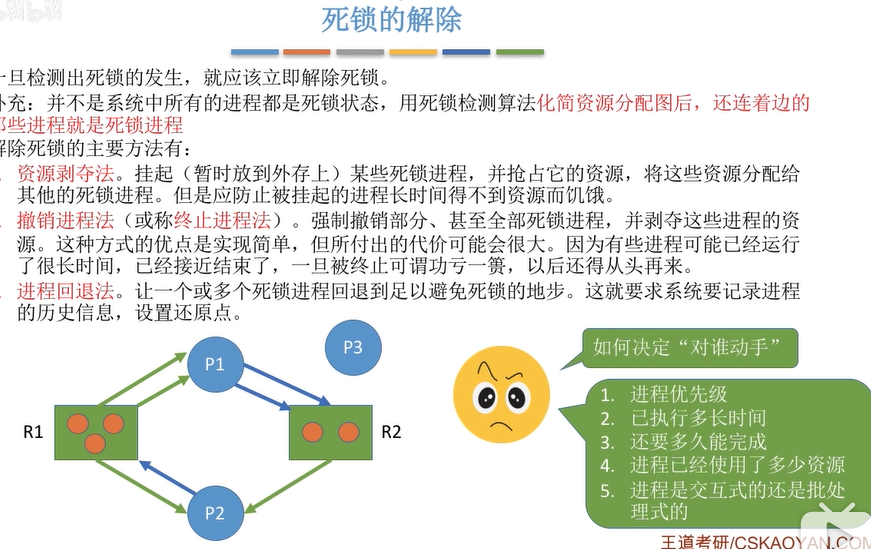 死锁的解除
一旦检测出死锁的发生，就应该立即解除死锁。
补充：并不是系统中所有的进程都是死锁状态，用死锁检测算法化简资源分配图后，还连着边的
那些进程就是死锁进程
解除死锁的主要方法有：
资源剥夺法。挂起（暂时放到外存上）某些死锁进程，并抢占它的资源，将这些资源分配给
其他的死锁进程。但是应防止被挂起的进程长时间得不到资源而饥饿。
撤销进程法（或称终止进程法）。强制撤销部分、甚至全部死锁进程，并剥夺这些进程的资
源。这种方式的优点是实现简单，但所付出的代价可能会很大。因为有些进程可能已经运行
了很长时间，已经接近结束了，一旦被终止可谓功亏一篑，以后还得从头再来。
进程回退法。让一个或多个死锁进程回退到足以避免死锁的地步。这就要求系统要记录进程
的历史信息，设置还原点。
P1
P3
R1
R2
P2
如何决定“对谁动手”
1. 进程优先级
2. 已执行多长时间
3. 还要多久能完成
4. 进程已经使用了多少资源
5. 进程是交互式的还是批处
理式的
王道考研/CSKAOYAN.COM